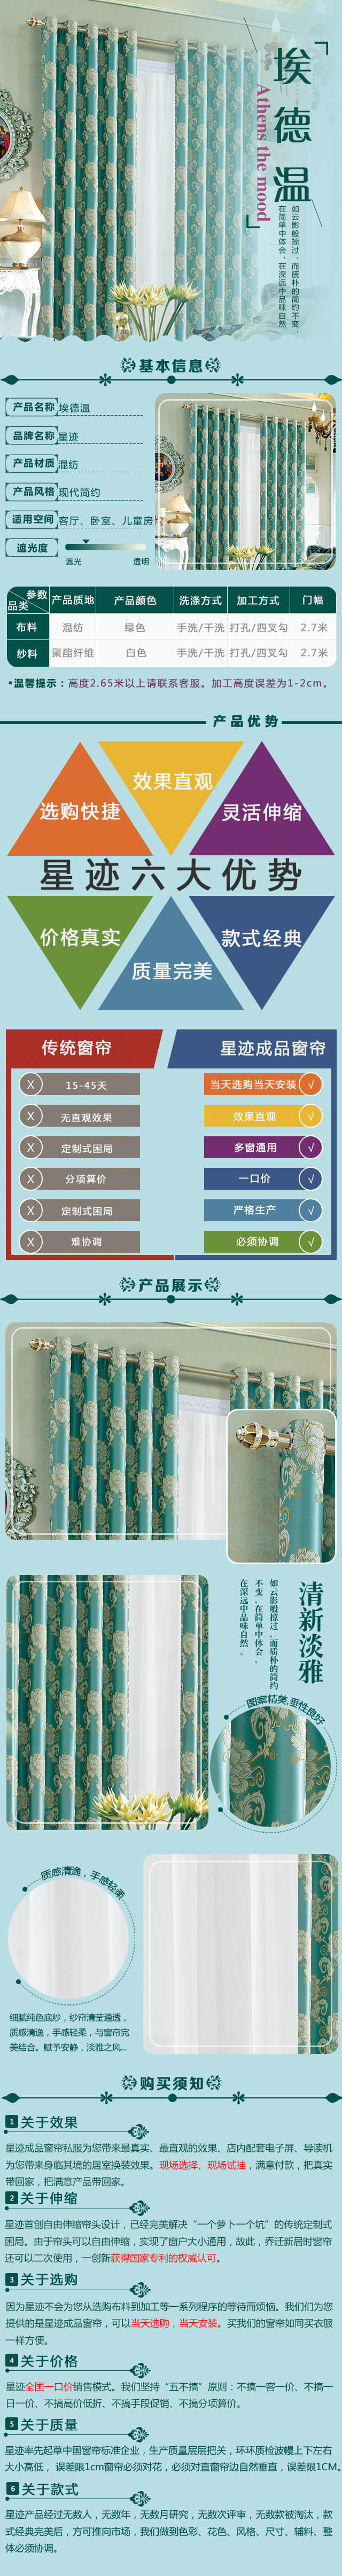 埃德温
Athens the mood
如云影般掠过,而质朴的简约不变,
在简单中体会,在深远中品味自然
基本信息
产品名称 埃德温
品牌名称 星迹
产品材质 混纺
产品风格 现代简约
适用空间 客厅、卧室、儿童房
遮光度
遮光 透明
参数 品类 产品质地 产品颜色 洗涤方式 加工方式 门幅
布料 混纺 绿色 手洗/干洗 打孔/四叉勾 2.7米
纱料 聚酯纤维 白色 手洗/干洗 打孔/四叉勾 2.7米
•温馨提示：高度2.65米以上请联系客服。加工高度误差为1-2cm。
产品优势
选购快捷 效果直观 灵活伸缩
星迹六大优势
价格真实 质量完美 款式经典
传统窗帘 星迹成品窗帘
X 15-45天 当天选购当天安装 √
X 无直观效果 效果直观 √
X 定制式困局 多窗通用 √
X 分项算价 一口价 √
X 定制式困局 严格生产 √
X 难协调 必须协调 √
产品展示
清新淡雅
如云影般掠过,而质朴的简约
不变,在简单中体会,
在深远中品味自然。
图案精美,垂性良好
质感清逸，手感轻柔
细腻纯色底纱，纱帘清莹通透，
质感清逸，手感轻柔，与窗帘完
美结合。赋予安静，淡雅之风...
购买须知
1 关于效果
星迹成品窗帘私服为您带来最真实、最直观的效果、店内配套电子屏、导读机
为您带来身临其境的居室换装效果。现场选择、现场试挂，满意付款，把真实
带回家，把满意产品带回家。
2 关于伸缩
星迹首创自由伸缩帘头设计，已经完美解决“一个萝卜一个坑”的传统定制式
困局。由于帘头可以自由伸缩，实现了窗户大小通用，故此，乔迁新居时窗帘
还可以二次使用，一创新获得国家专利的权威认可。
3 关于选购
因为星迹不会为您从选购布料到加工等一系列程序的等待而烦恼。我们们为您
提供的是星迹成品窗帘，可以当天选购，当天安装。买我们的窗帘如同买衣服
一样方便。
4 关于价格
星迹全国一口价销售模式。我们坚持“五不搞”原则：不搞一客一价、不搞一
日一价、不搞高价低折、不搞手段促销、不搞分项算价。
5 关于质量
星迹率先起草中国窗帘标准企业，生产质量层层把关，环环质检波幔上下左右
大小高低， 误差限1cm窗帘必须对花，必须对直窗帘边自然垂直，误差限1CM。
6 关于款式
星迹产品经过无数人，无数年，无数月研究，无数次评审，无数款被淘汰，款
式经典完美后，方可推向市场，我们做到色彩、花色、风格、尺寸、辅料、整
体必须协调。